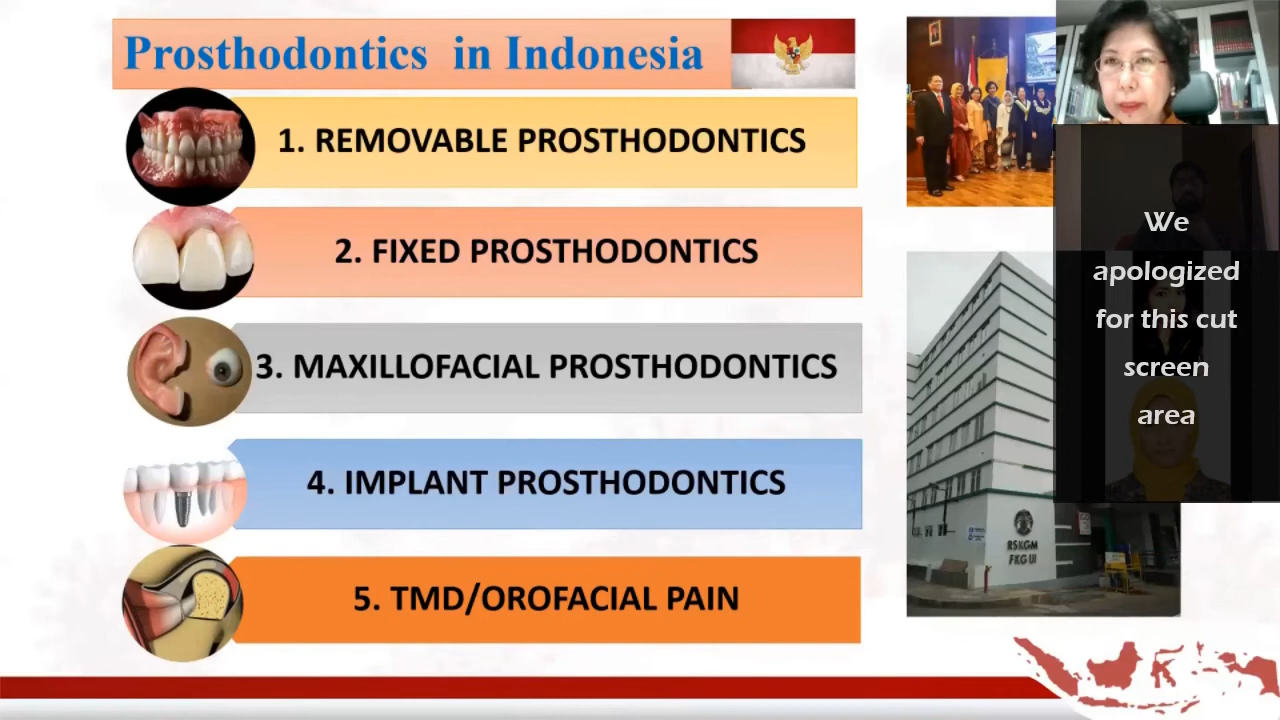 Prosthodontics in Indonesia
1. REMOVABLE PROSTHODONTICS
2. FIXED PROSTHODONTICS
3. MAXILLOFACIAL PROSTHODONTICS
4. IMPLANT PROSTHODONTICS
5. TMD/OROFACIAL PAIN
We
apologized
for this cut
screen
area
RSKGM
FKG UI